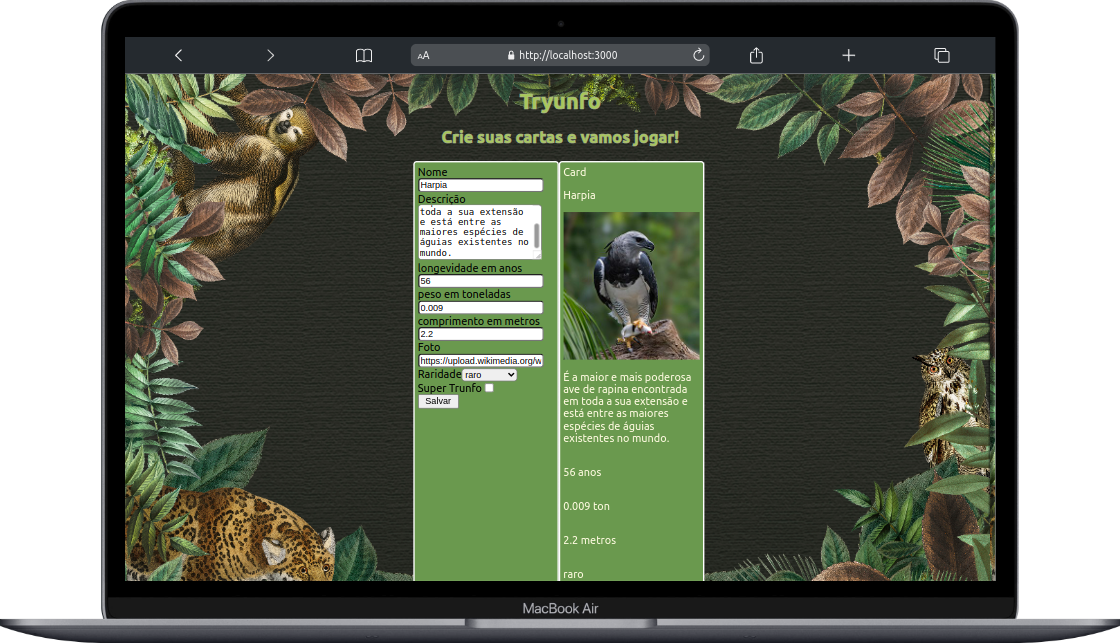 AA http://localhost:3000
Tryunfo
Crie suas cartas e vamos jogar!
Nome
Harpia
Descrição
toda a sua extensão
e está entre as
maiores espécies de
águias existentes no
mundo.
longevidade em anos
56
peso em toneladas
0.009
comprimento em metros
2.2
Foto
https://upload.wikimedia.org/w
Raridade raro
Super Trunfo
Salvar
Card
Harpia
É a maior e mais poderosa
ave de rapina encontrada
em toda a sua extensão e
está entre as maiores
espécies de águias
existentes no mundo.
56 anos
0.009 ton
2.2 metros
raro
MacBook Air